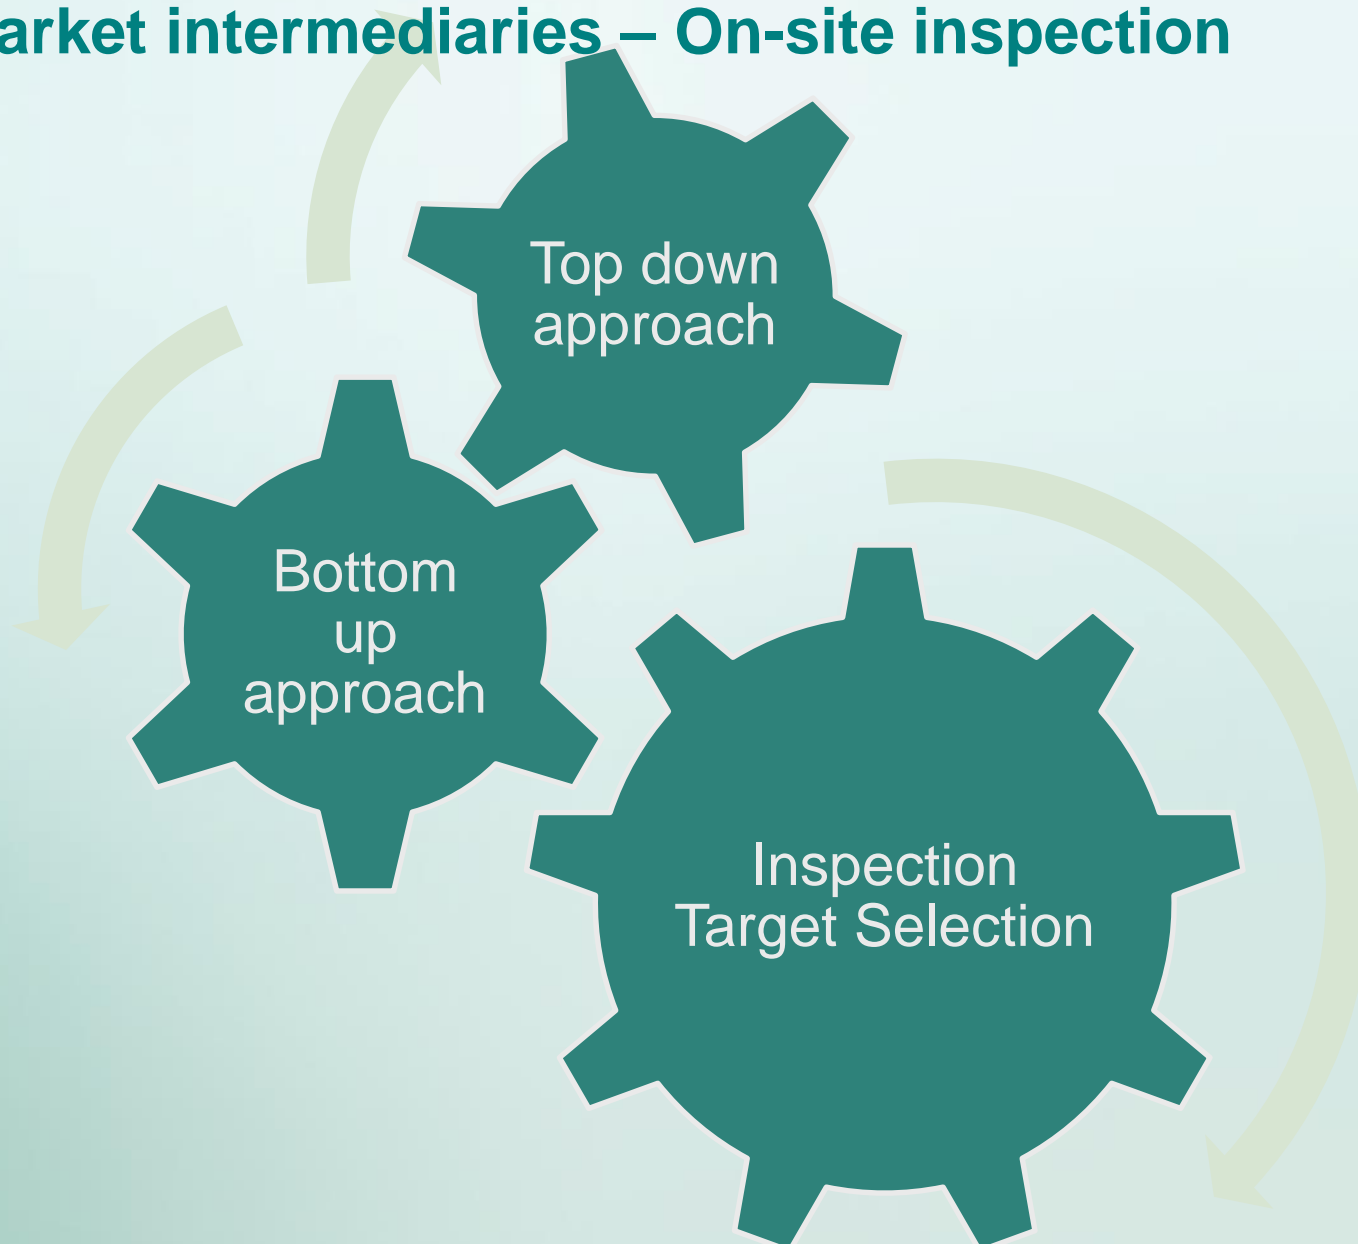 arket intermediaries – On-site inspection
Top down
approach
Bottom
up
approach
Inspection
Target Selection